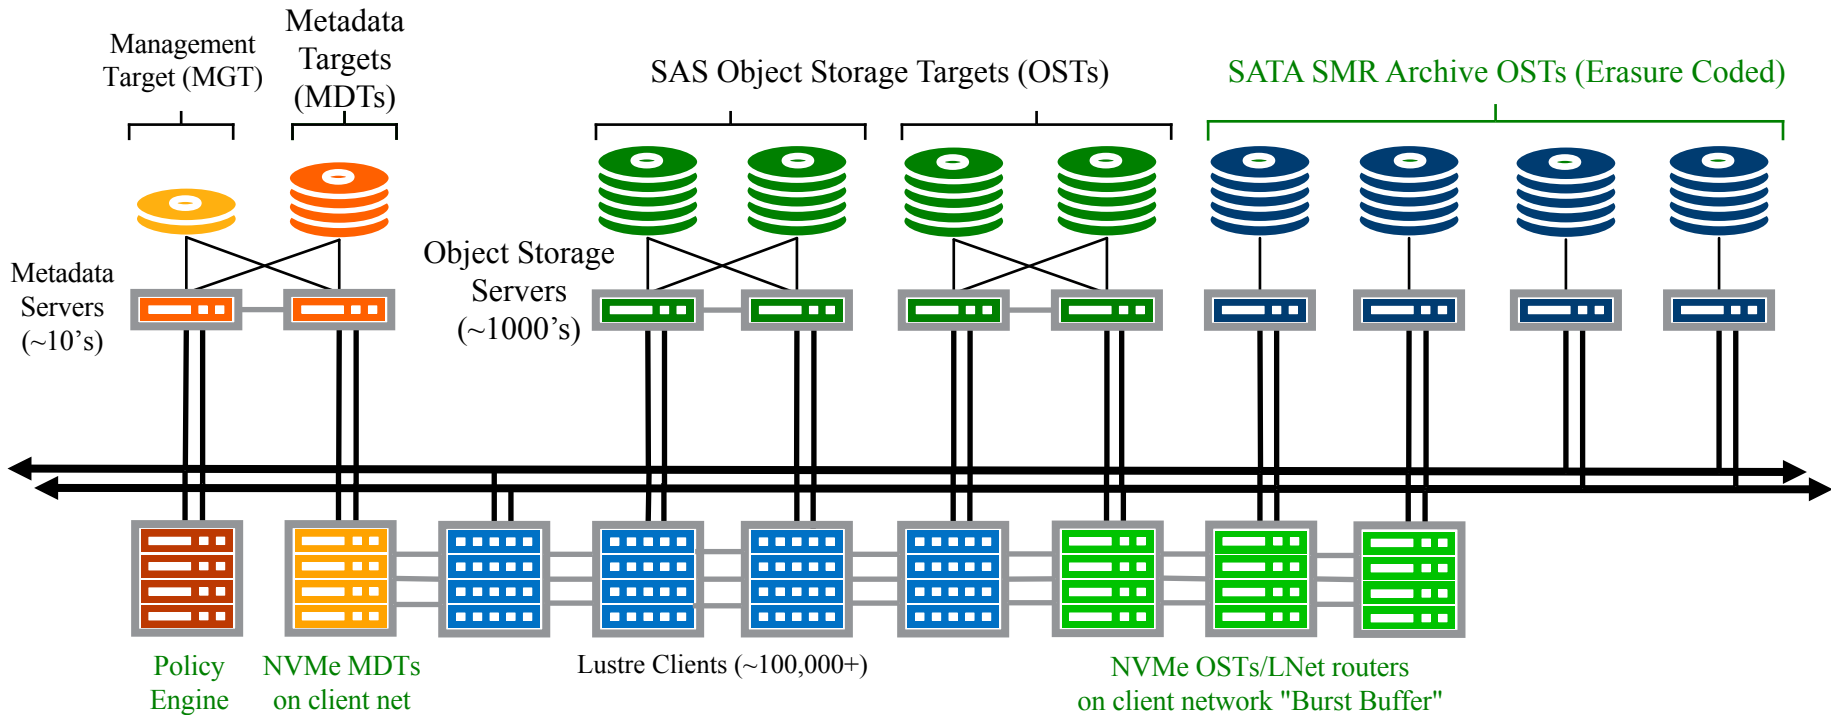 Management
Target (MGT)
Metadata
Targets
(MDTs)
SAS Object Storage Targets (OSTs)
SATA SMR Archive OSTs (Erasure Coded)
Metadata
Servers
(~10’s)
Object Storage
Servers
(~1000’s)
Policy
Engine
NVMe MDTs
on client net
Lustre Clients (~100,000+)
NVMe OSTs/LNet routers
on client network "Burst Buffer"